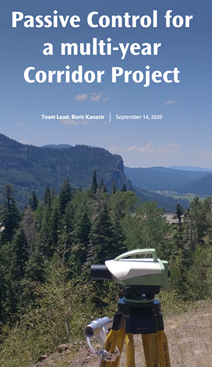 Passive Control for
a multi-year
Corridor Project
Team Lead: Boris Kanazir | September 14, 2020